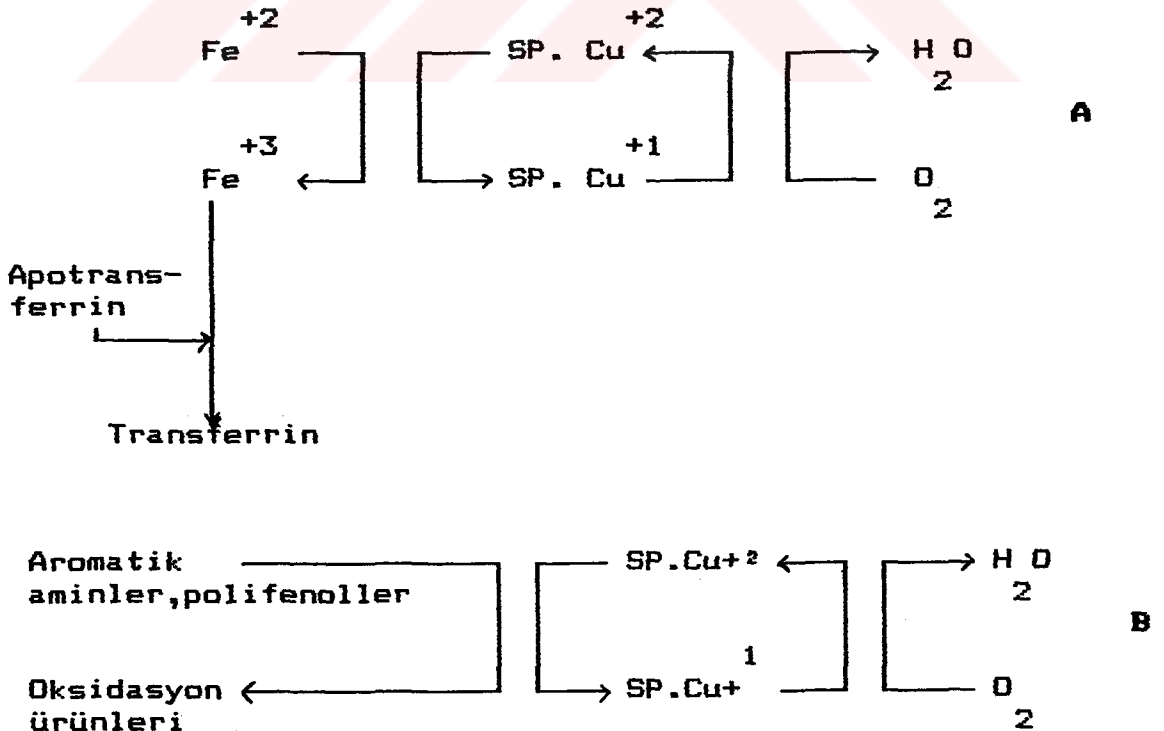 +2 +2
Fe SP. Cu H O
2
A
+3 +1
Fe SP. Cu O
2
Apotrans-
ferrin
Transferrin
Aromatik SP.Cu+² H O
aminler,polifenoller 2
B
1
Oksidasyon SP.Cu+ O
ürünleri 2